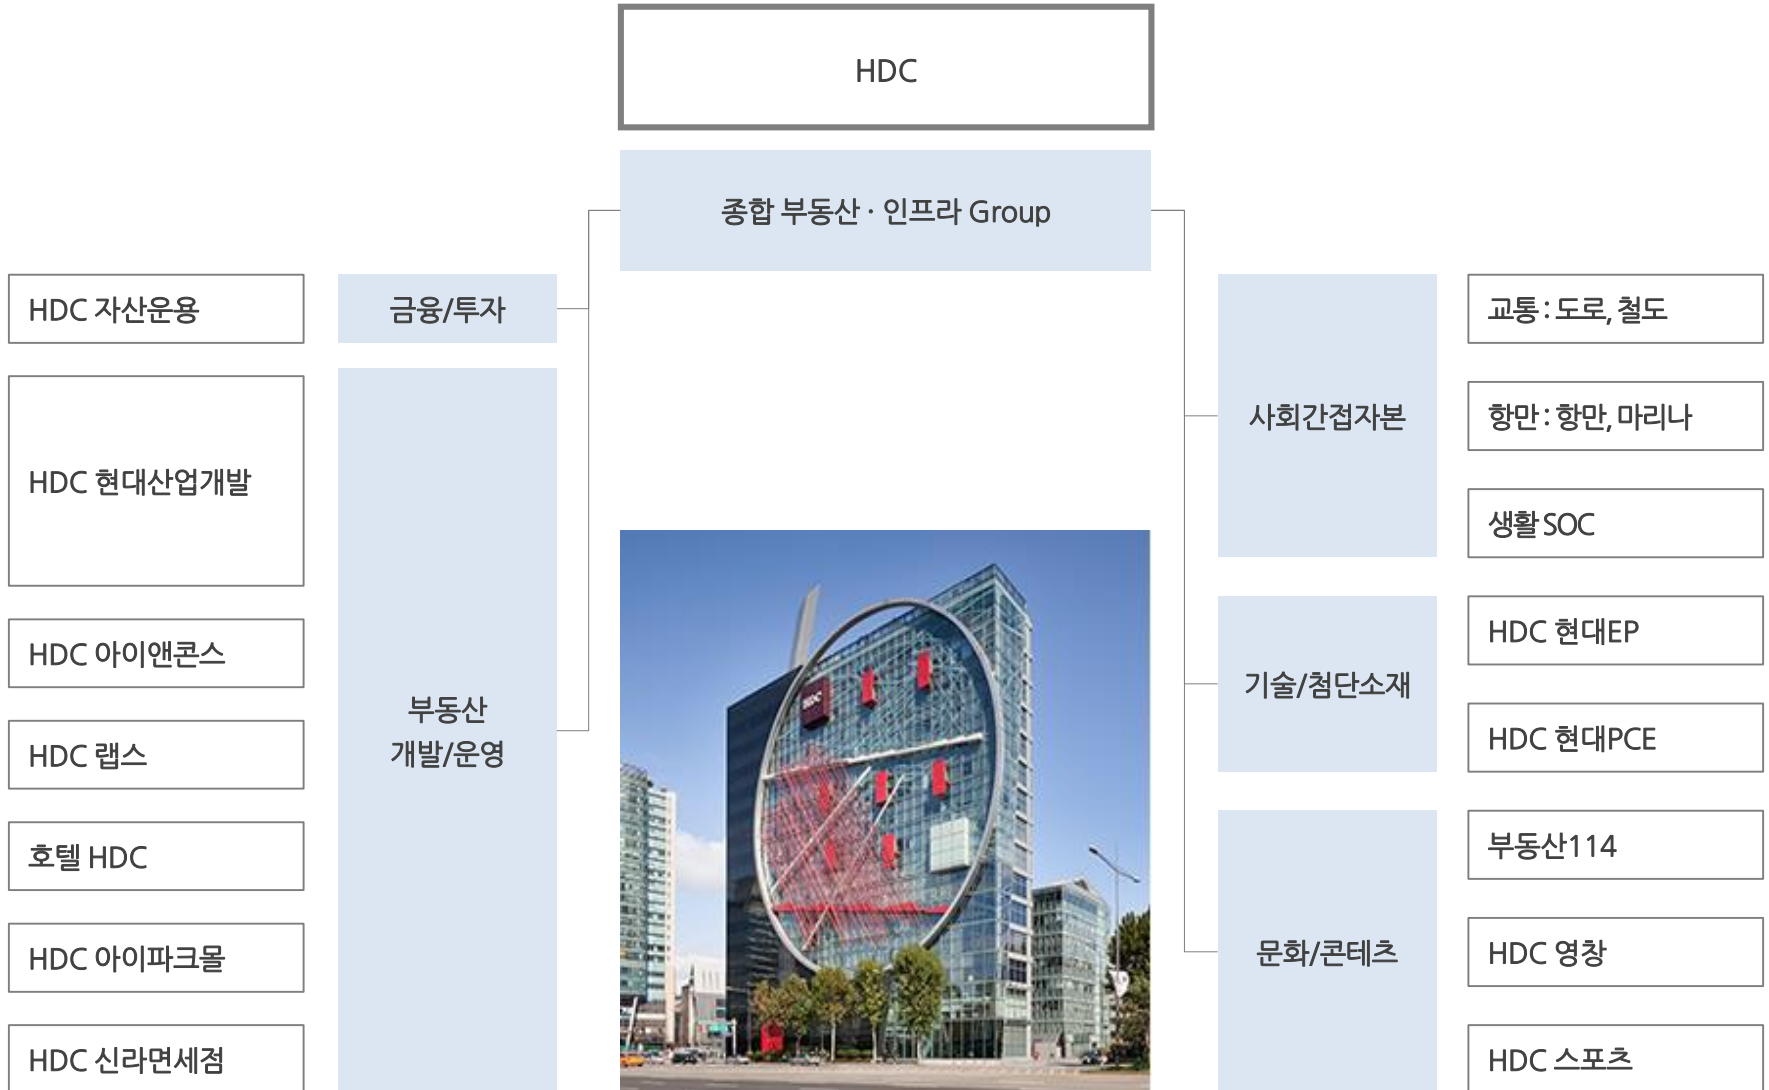 HDC
종합 부동산 · 인프라 Group
HDC 자산운용
금융/투자
HDC 현대산업개발
HDC 아이앤콘스
HDC 랩스
호텔 HDC
HDC 아이파크몰
HDC 신라면세점
부동산
개발/운영
HDC
사회간접자본
교통 : 도로, 철도
항만 : 항만, 마리나
생활 SOC
기술/첨단소재
HDC 현대EP
HDC 현대PCE
문화/콘테츠
부동산114
HDC 영창
HDC 스포츠